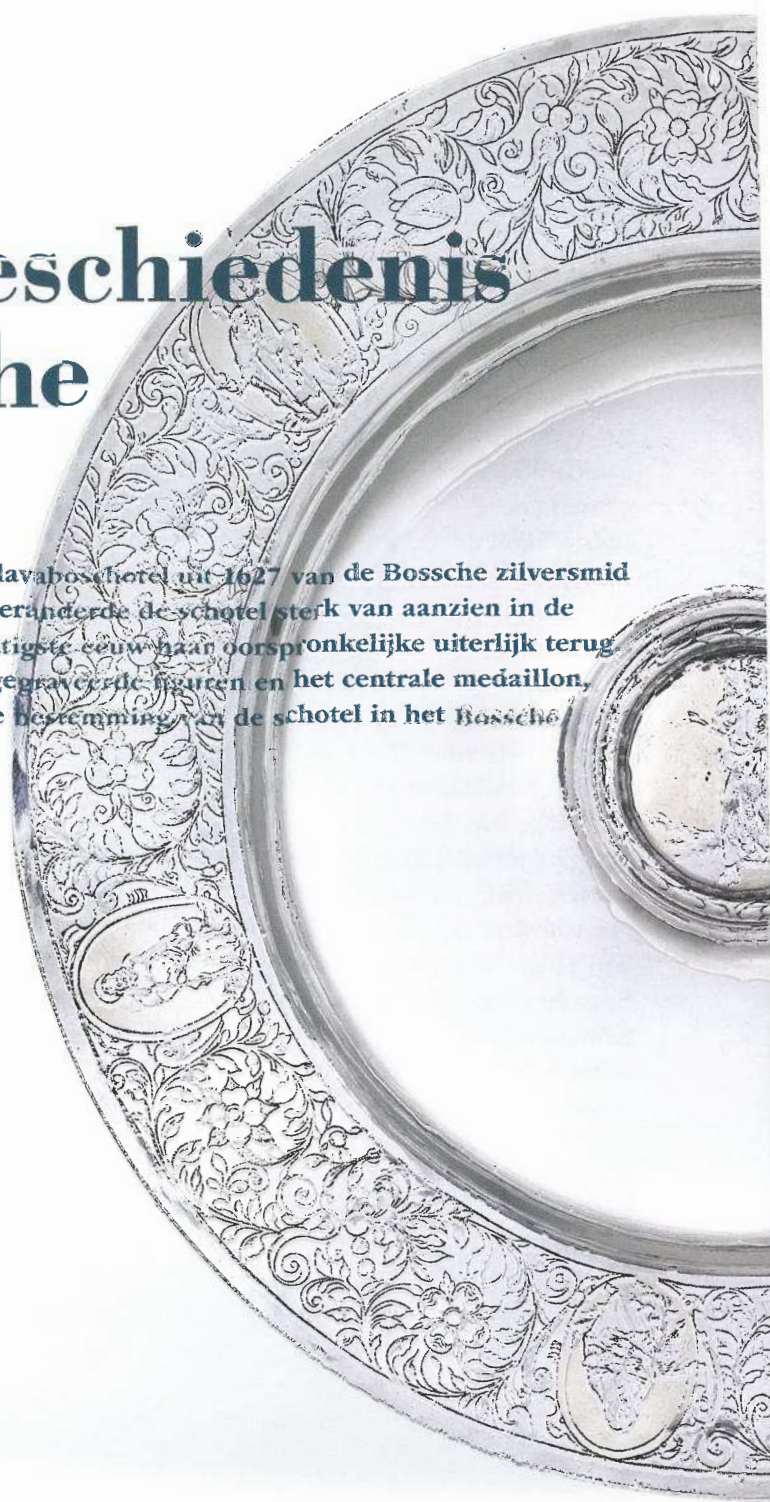 eschiedenis
he
lavaboschotel uit 1627 van de Bossche zilversmid
eranderde de schotel sterk van aanzien in de
tigste eeuw haar oorspronkelijke uiterlijk terug.
gegraveerde figuren en het centrale medaillon,
e bestemming van de schotel in het Bossche